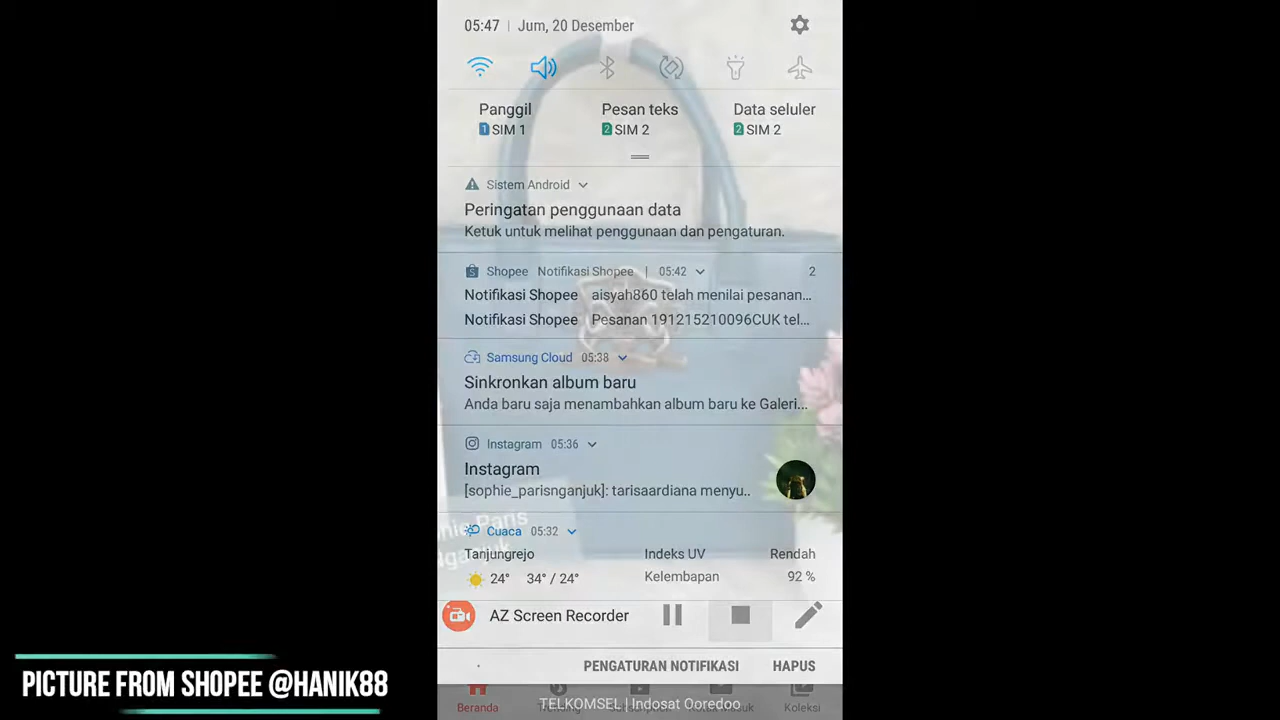 05:47 | Jum, 20 Desember
Panggil
1 SIM 1
Pesan teks
2 SIM 2
Data seluler
2 SIM 2
Sistem Android
Peringatan penggunaan data
Ketuk untuk melihat penggunaan dan pengaturan.
Shopee Notifikasi Shopee | 05:42 2
Notifikasi Shopee aisyah860 telah menilai pesanan...
Notifikasi Shopee Pesanan 191215210096CUK tel...
Samsung Cloud 05:38
Sinkronkan album baru
Anda baru saja menambahkan album baru ke Galeri...
Instagram 05:36
Instagram
[sophie_parisnganjuk]: tarisaardiana menyu..
Paris
Cuaca 05:32
Tanjungrejo Indeks UV Rendah
24° 34° / 24° Kelembapan 92 %
AZ Screen Recorder
PENGATURAN NOTIFIKASI HAPUS
TELKOMSEL | Indosat Ooredoo
Beranda Koleksi
PICTURE FROM SHOPEE @HANIK88